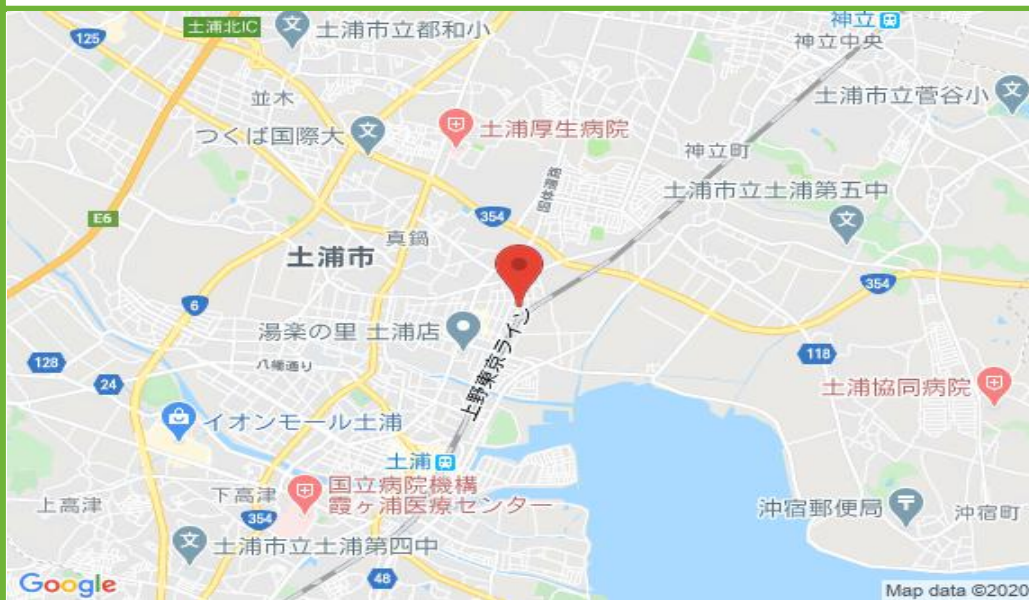 神立
土浦北IC
土浦市立都和小
125
神立中央
並木
土浦市立菅谷小
つくば国際大
土浦厚生病院
神立町
国体道路
土浦市立土浦第五中
354
E6
真鍋
土浦市
354
6
湯楽の里 土浦店
上野東京ライン
118
128
八幡通り
24
土浦協同病院
イオンモール土浦
土浦
国立病院機構
霞ヶ浦医療センター
下高津
上高津
沖宿郵便局
沖宿町
354
土浦市立土浦第四中
48
Google
Map data ©2020